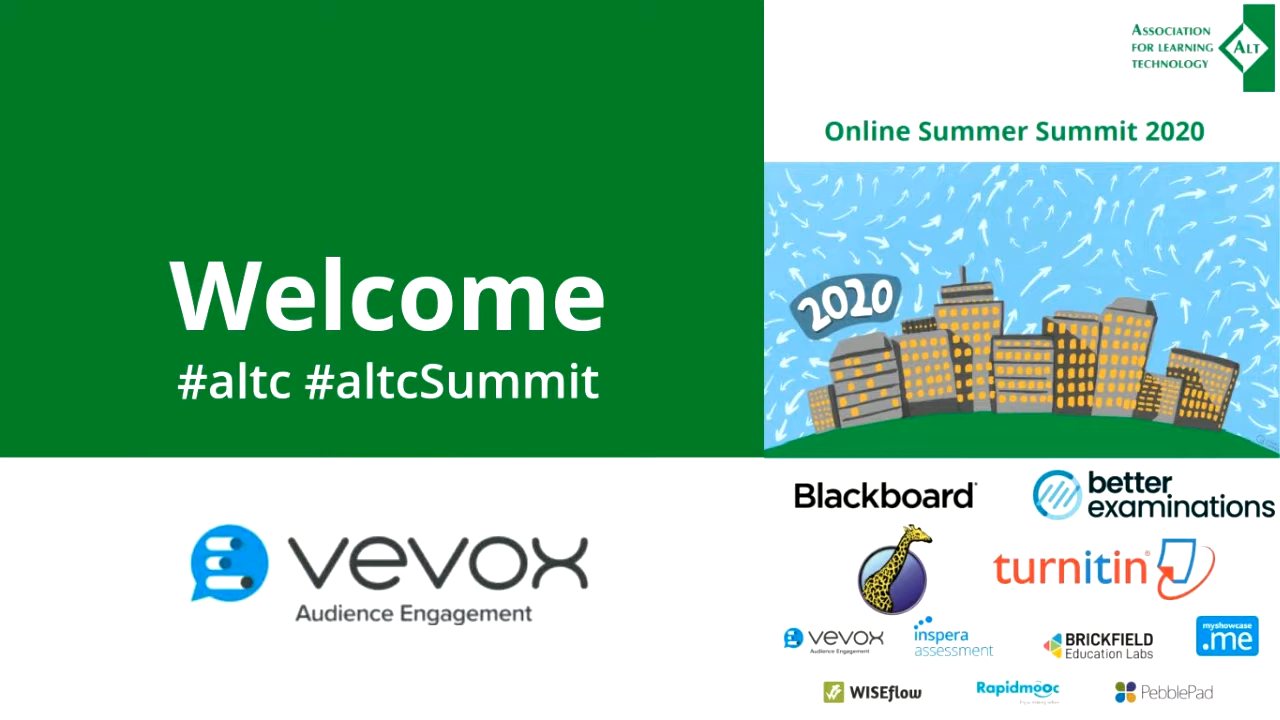 Welcome
#altc #altcSummit
vevox
Audience Engagement
ASSOCIATION
FOR LEARNING
TECHNOLOGY
ALT
Online Summer Summit 2020
2020
Blackboard
better
examinations
turnitin
vevox
Audience Engagement
inspera
assessment
BRICKFIELD
Education Labs
myshowcase
.me
WISEflow
Rapidmooc
PebblePad